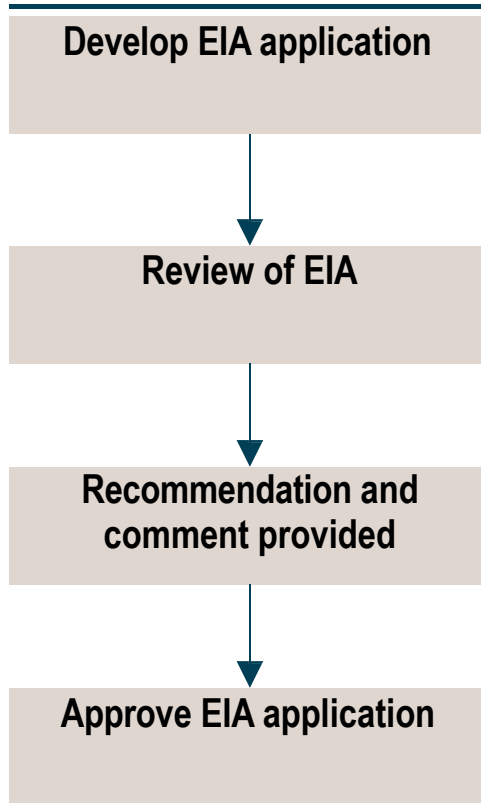 Develop EIA application
Review of EIA
Recommendation and
comment provided
Approve EIA application